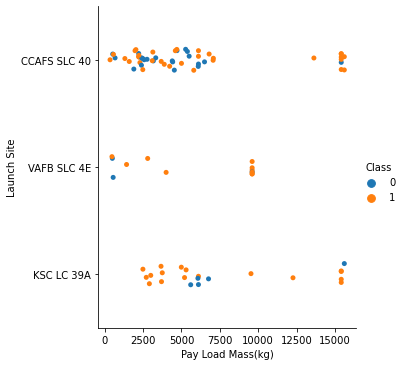 CCAFS SLC 40
VAFB SLC 4E
KSC LC 39A
Launch Site
0 2500 5000 7500 10000 12500 15000
Pay Load Mass(kg)
Class
0
1